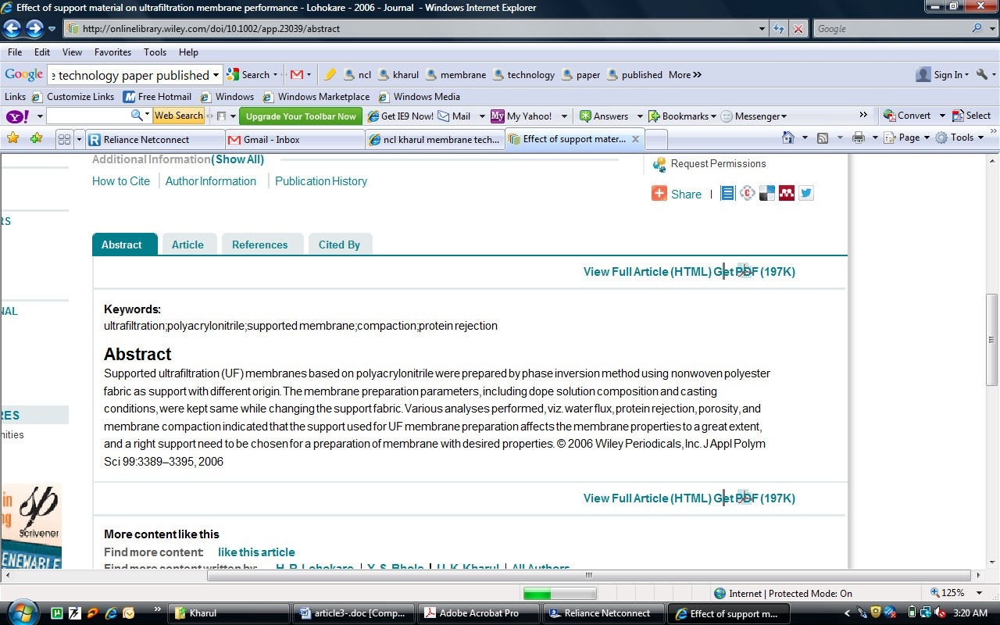 Effect of support material on ultrafiltration membrane performance - Lohokare - 2006 - Journal - Windows Internet Explorer
http://onlinelibrary.wiley.com/doi/10.1002/app.23039/abstract
Google
File Edit View Favorites Tools Help
Google technology paper published Search ncl kharul membrane technology paper published More » Sign In
Links Customize Links Free Hotmail Windows Windows Marketplace Windows Media
Y! Web Search Upgrade Your Toolbar Now Get IE9 Now! Mail My Yahoo! Answers Bookmarks Messenger » Convert Select
Reliance Netconnect Gmail - Inbox ncl kharul membrane tech... Effect of support mater... Page Tools »
Additional Information(Show All)
Request Permissions
How to Cite Author Information Publication History
Share
RS
Abstract Article References Cited By
View Full Article (HTML) Get PDF (197K)
Keywords:
NAL
ultrafiltration;polyacrylonitrile;supported membrane;compaction;protein rejection
Abstract
Supported ultrafiltration (UF) membranes based on polyacrylonitrile were prepared by phase inversion method using nonwoven polyester
fabric as support with different origin. The membrane preparation parameters, including dope solution composition and casting
conditions, were kept same while changing the support fabric. Various analyses performed, viz. water flux, protein rejection, porosity, and
RES
membrane compaction indicated that the support used for UF membrane preparation affects the membrane properties to a great extent,
nities
and a right support need to be chosen for a preparation of membrane with desired properties. © 2006 Wiley Periodicals, Inc. J Appl Polym
Sci 99:3389–3395, 2006
in
ng
sp
Scrivener
View Full Article (HTML) Get PDF (197K)
More content like this
Find more content: like this article
ENEWABLE
Find more content written by: H. R. Lohokare | Y. S. Bhole | U. K. Kharul | All Authors
Internet | Protected Mode: On 125%
» Kharul article3-.doc [Comp... Adobe Acrobat Pro Reliance Netconnect Effect of support m... < 3:20 AM